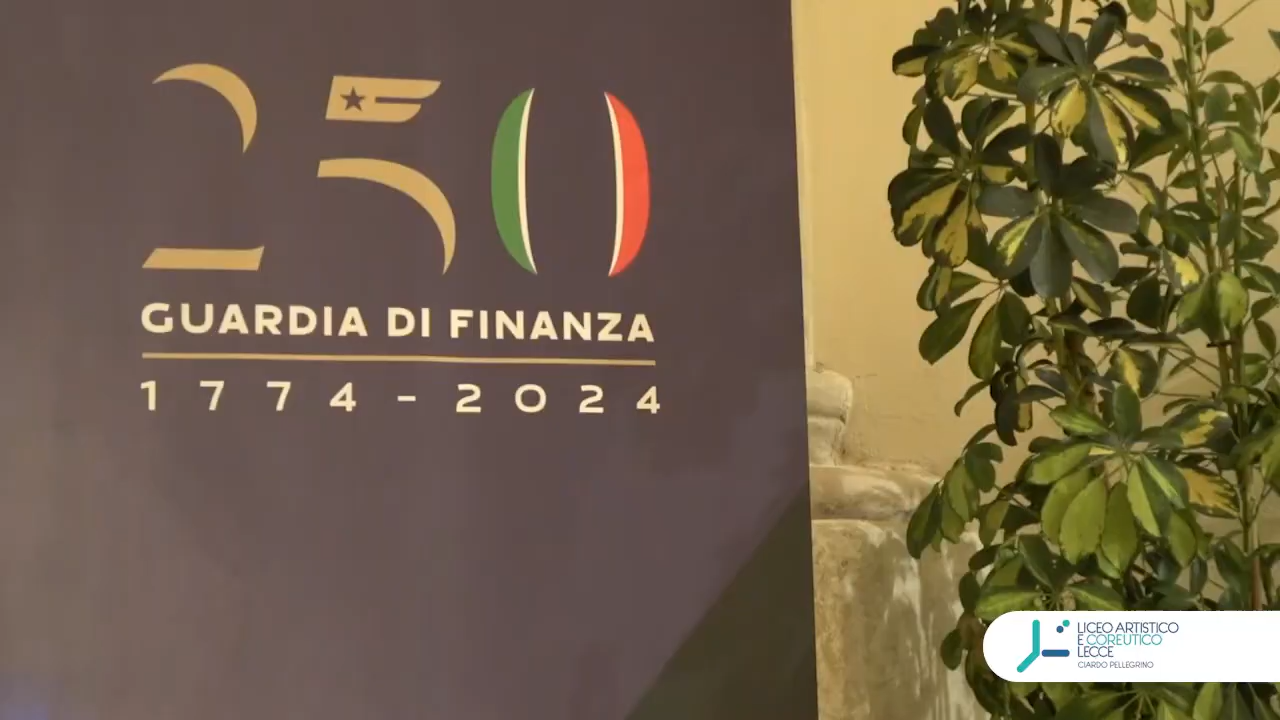 250
GUARDIA DI FINANZA
1774-2024
LICEO ARTISTICO
E COREUTICO
LECCE
CIARDO PELLEGRINO